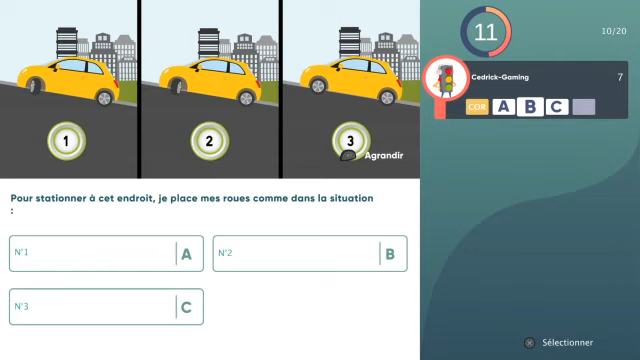 1
2
3
Agrandir
Pour stationner à cet endroit, je place mes roues comme dans la situation
:
N°1
A
N°2
B
N°3
C
11
10/20
Cedrick-Gaming
7
COR
A
B
C
Sélectionner